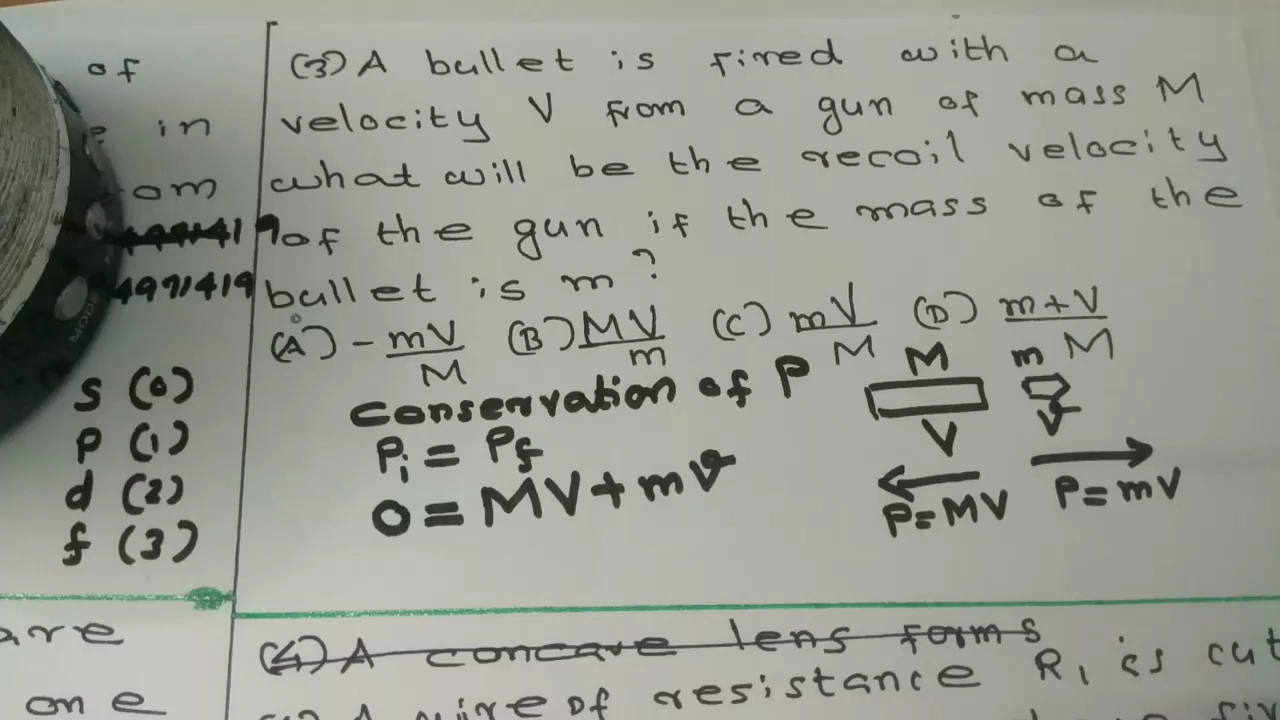 of
in
om
419
4971419
s (0)
p (1)
d (2)
f (3)
are
one
(3) A bullet is fired with a
velocity V from a gun of mass M
what will be the recoil velocity
of the gun if the mass of the
bullet is m ?
(A) - mV/M (B) MV/m (C) mV/M (D) m+V/M
conservation of P
Pi = Pf
0 = MV + mv
M m
V v
P=MV P=mV
(4) A concave lens forms
A wire of resistance R1 is cut
MODE